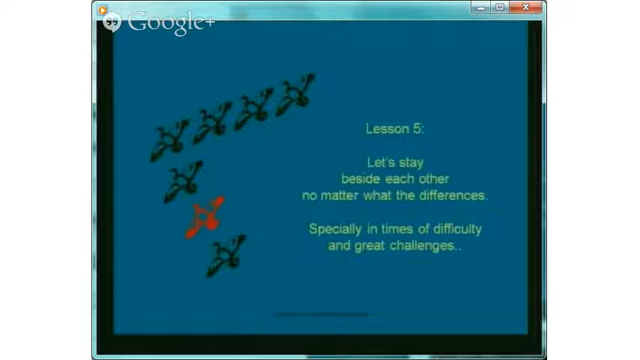 Google+
Lesson 5:
Let's stay
beside each other
no matter what the differences.
Specially in times of difficulty
and great challenges..